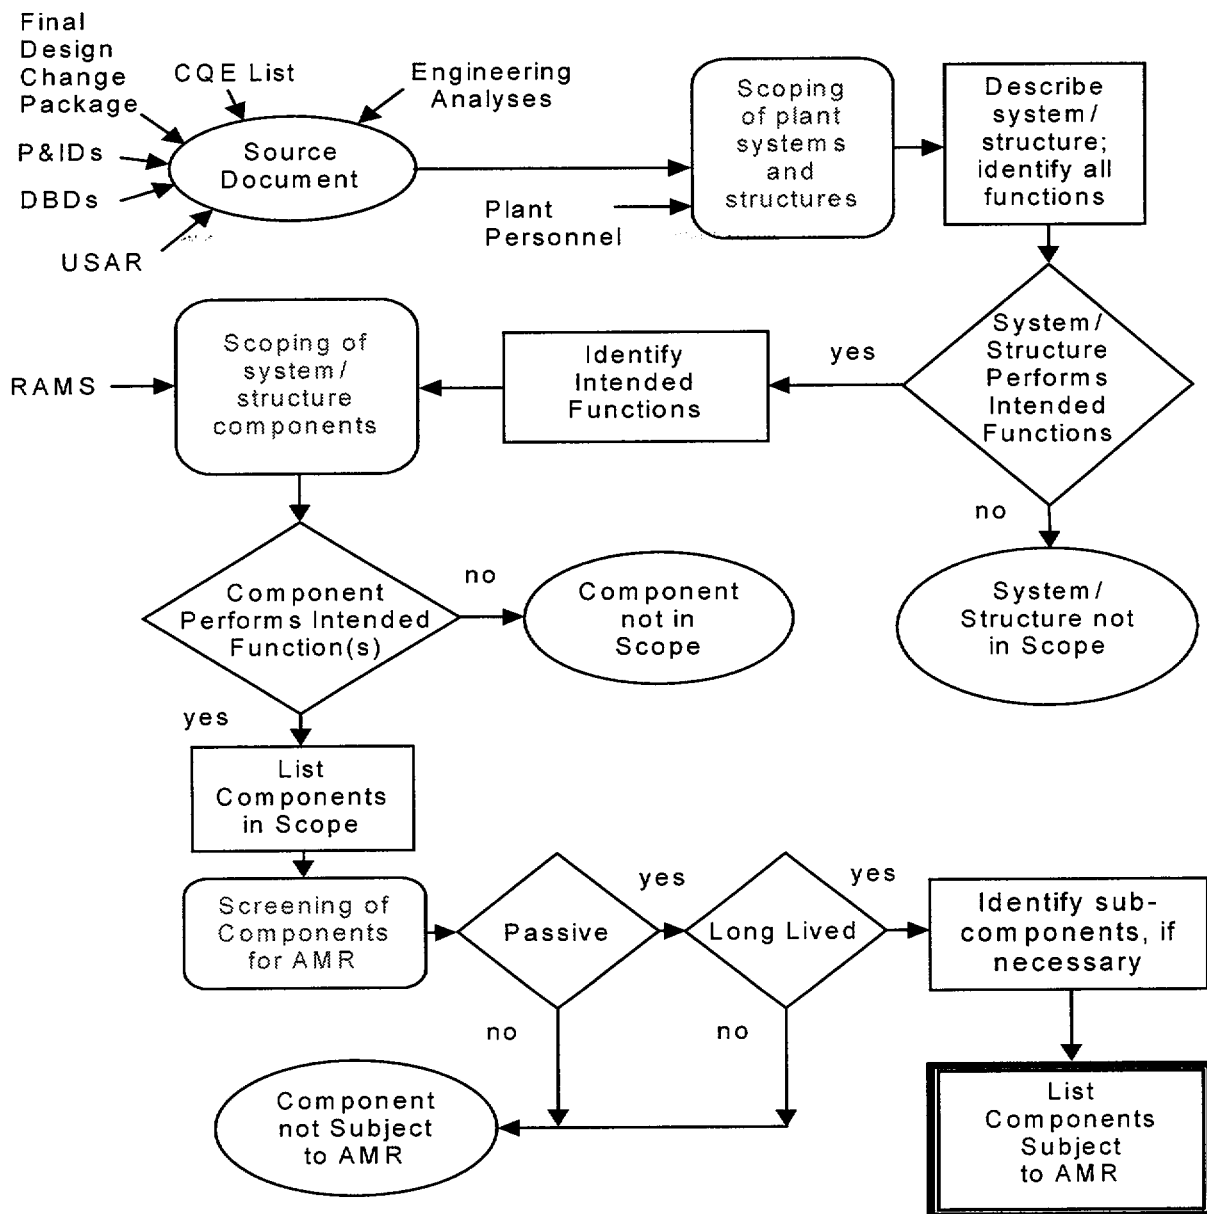 Final
Design
Change
Package
CQE List
Engineering
Analyses
P&IDs
DBDs
USAR
Source
Document
Plant
Personnel
Scoping
of plant
systems
and
structures
Describe
system/
structure;
identify all
functions
System/
Structure
Performs
Intended
Functions
yes
no
Identify
Intended
Functions
System/
Structure not
in Scope
RAMS
Scoping of
system/
structure
components
Component
Performs Intended
Function(s)
no
Component
not in
Scope
yes
List
Components
in Scope
Screening of
Components
for AMR
Passive
yes
no
Long Lived
yes
no
Identify sub-
components, if
necessary
Component
not Subject
to AMR
List
Components
Subject
to AMR